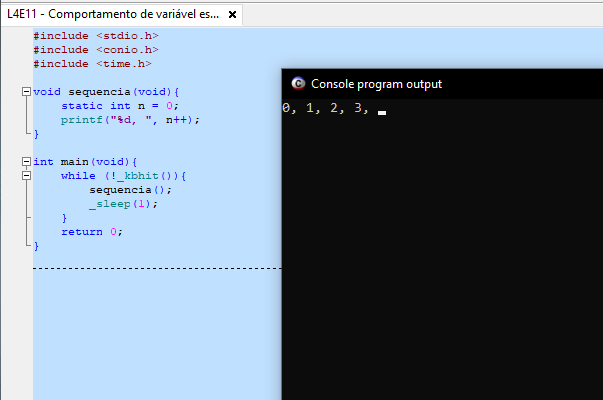 L4E11 - Comportamento de variável es...
#include <stdio.h>
#include <conio.h>
#include <time.h>
void sequencia(void){
static int n = 0;
printf("%d, ", n++);
}
int main(void){
while (!_kbhit()){
sequencia();
_sleep(1);
}
return 0;
}
Console program output
0, 1, 2, 3,